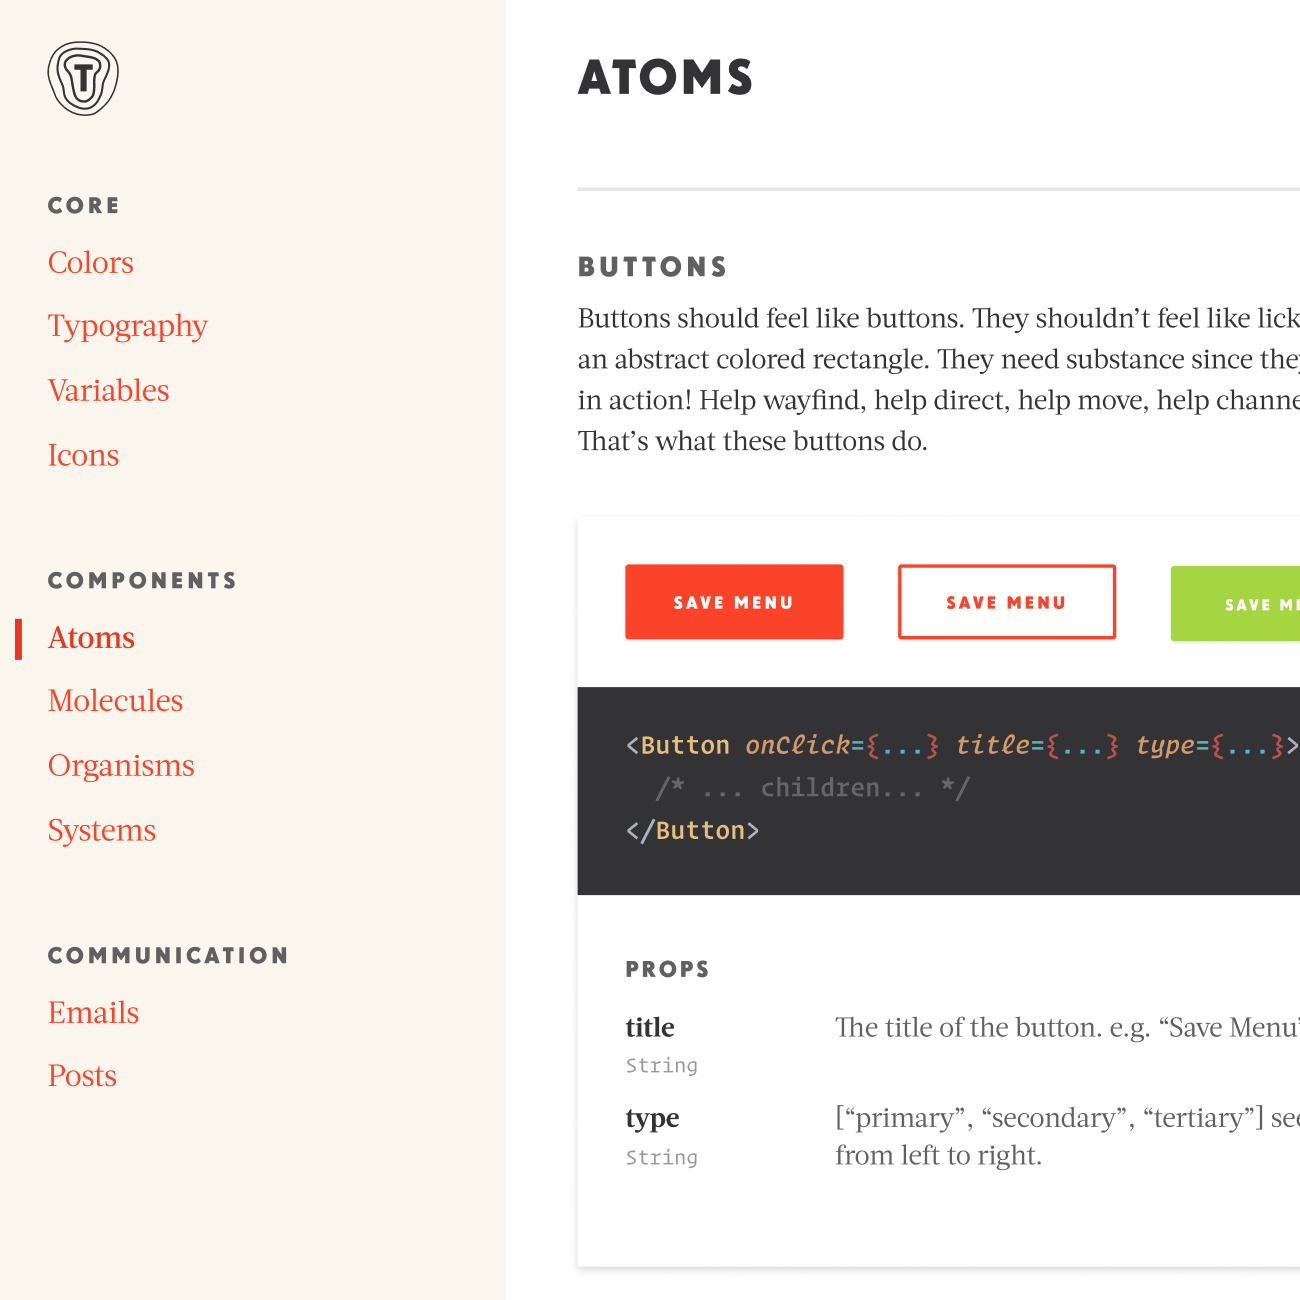 T
CORE
Colors
Typography
Variables
Icons
COMPONENTS
Atoms
Molecules
Organisms
Systems
COMMUNICATION
Emails
Posts
ATOMS
BUTTONS
Buttons should feel like buttons. They shouldn’t feel like lick
an abstract colored rectangle. They need substance since they
in action! Help wayfind, help direct, help move, help channe
That’s what these buttons do.
SAVE MENU
SAVE MENU
SAVE ME
<Button onClick={...} title={...} type={...}>
/* ... children... */
</Button>
PROPS
title
The title of the button. e.g. “Save Menu”
String
type
[“primary”, “secondary”, “tertiary”] see
String
from left to right.